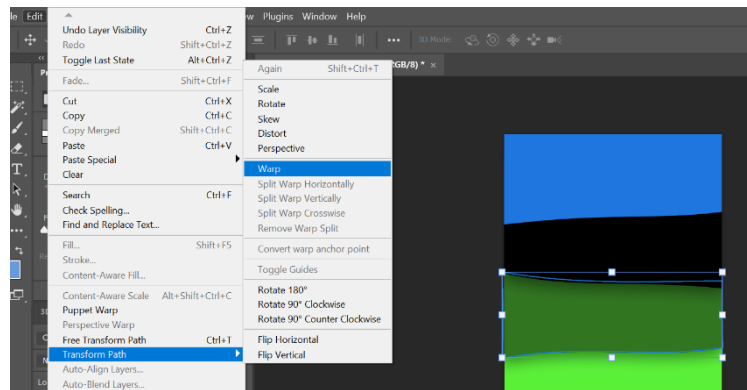 Edit
w Plugins Window Help
3D Mode:
GB/8) * ×
Undo Layer Visibility Ctrl+Z
Redo Shift+Ctrl+Z
Toggle Last State Alt+Ctrl+Z
Fade... Shift+Ctrl+F
Cut Ctrl+X
Copy Ctrl+C
Copy Merged Shift+Ctrl+C
Paste Ctrl+V
Paste Special
Clear
Search Ctrl+F
Check Spelling...
Find and Replace Text...
Fill... Shift+F5
Stroke...
Content-Aware Fill...
Content-Aware Scale Alt+Shift+Ctrl+C
Puppet Warp
Perspective Warp
Free Transform Path Ctrl+T
Transform Path
Auto-Align Layers...
Auto-Blend Layers...
Again Shift+Ctrl+T
Scale
Rotate
Skew
Distort
Perspective
Warp
Split Warp Horizontally
Split Warp Vertically
Split Warp Crosswise
Remove Warp Split
Convert warp anchor point
Toggle Guides
Rotate 180°
Rotate 90° Clockwise
Rotate 90° Counter Clockwise
Flip Horizontal
Flip Vertical